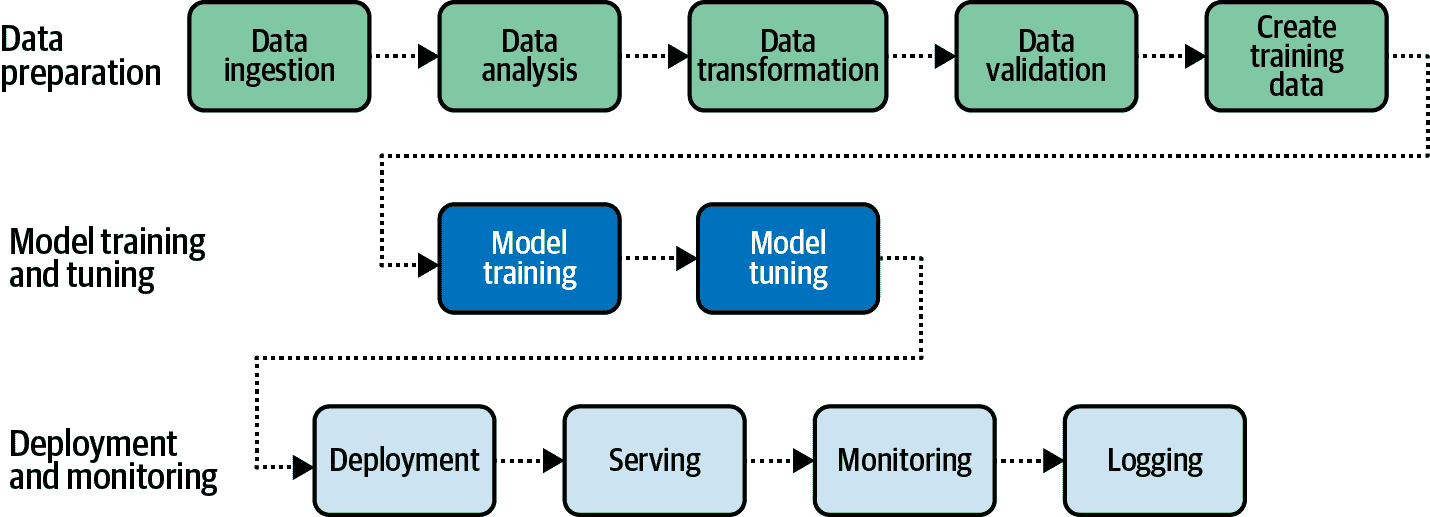 Data
preparation
Data
ingestion
Data
analysis
Data
transformation
Data
validation
Create
training
data
Model training
and tuning
Model
training
Model
tuning
Deployment
and monitoring
Deployment
Serving
Monitoring
Logging